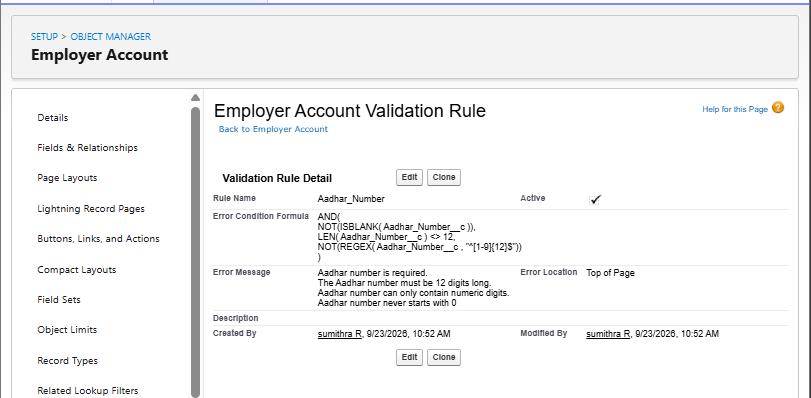 SETUP > OBJECT MANAGER
Employer Account
Details
Fields & Relationships
Page Layouts
Lightning Record Pages
Buttons, Links, and Actions
Compact Layouts
Field Sets
Object Limits
Record Types
Related Lookup Filters
Employer Account Validation Rule
Help for this Page ?
Back to Employer Account
Validation Rule Detail Edit Clone
Rule Name Aadhar_Number Active ✓
Error Condition Formula AND(
NOT(ISBLANK( Aadhar_Number__c )),
LEN( Aadhar_Number__c ) <> 12,
NOT(REGEX( Aadhar_Number__c , "^[1-9]{12}$"))
)
Error Message Aadhar number is required. Error Location Top of Page
The Aadhar number must be 12 digits long.
Aadhar number can only contain numeric digits.
Aadhar number never starts with 0
Description
Created By sumithra R, 9/23/2026, 10:52 AM Modified By sumithra R, 9/23/2026, 10:52 AM
Edit Clone